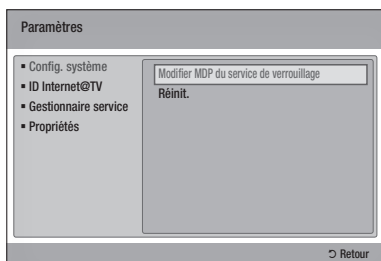 Paramètres
▪ Config. système
▪ ID Internet@TV
▪ Gestionnaire service
▪ Propriétés
Modifier MDP du service de verrouillage
Réinit.
⮌ Retour